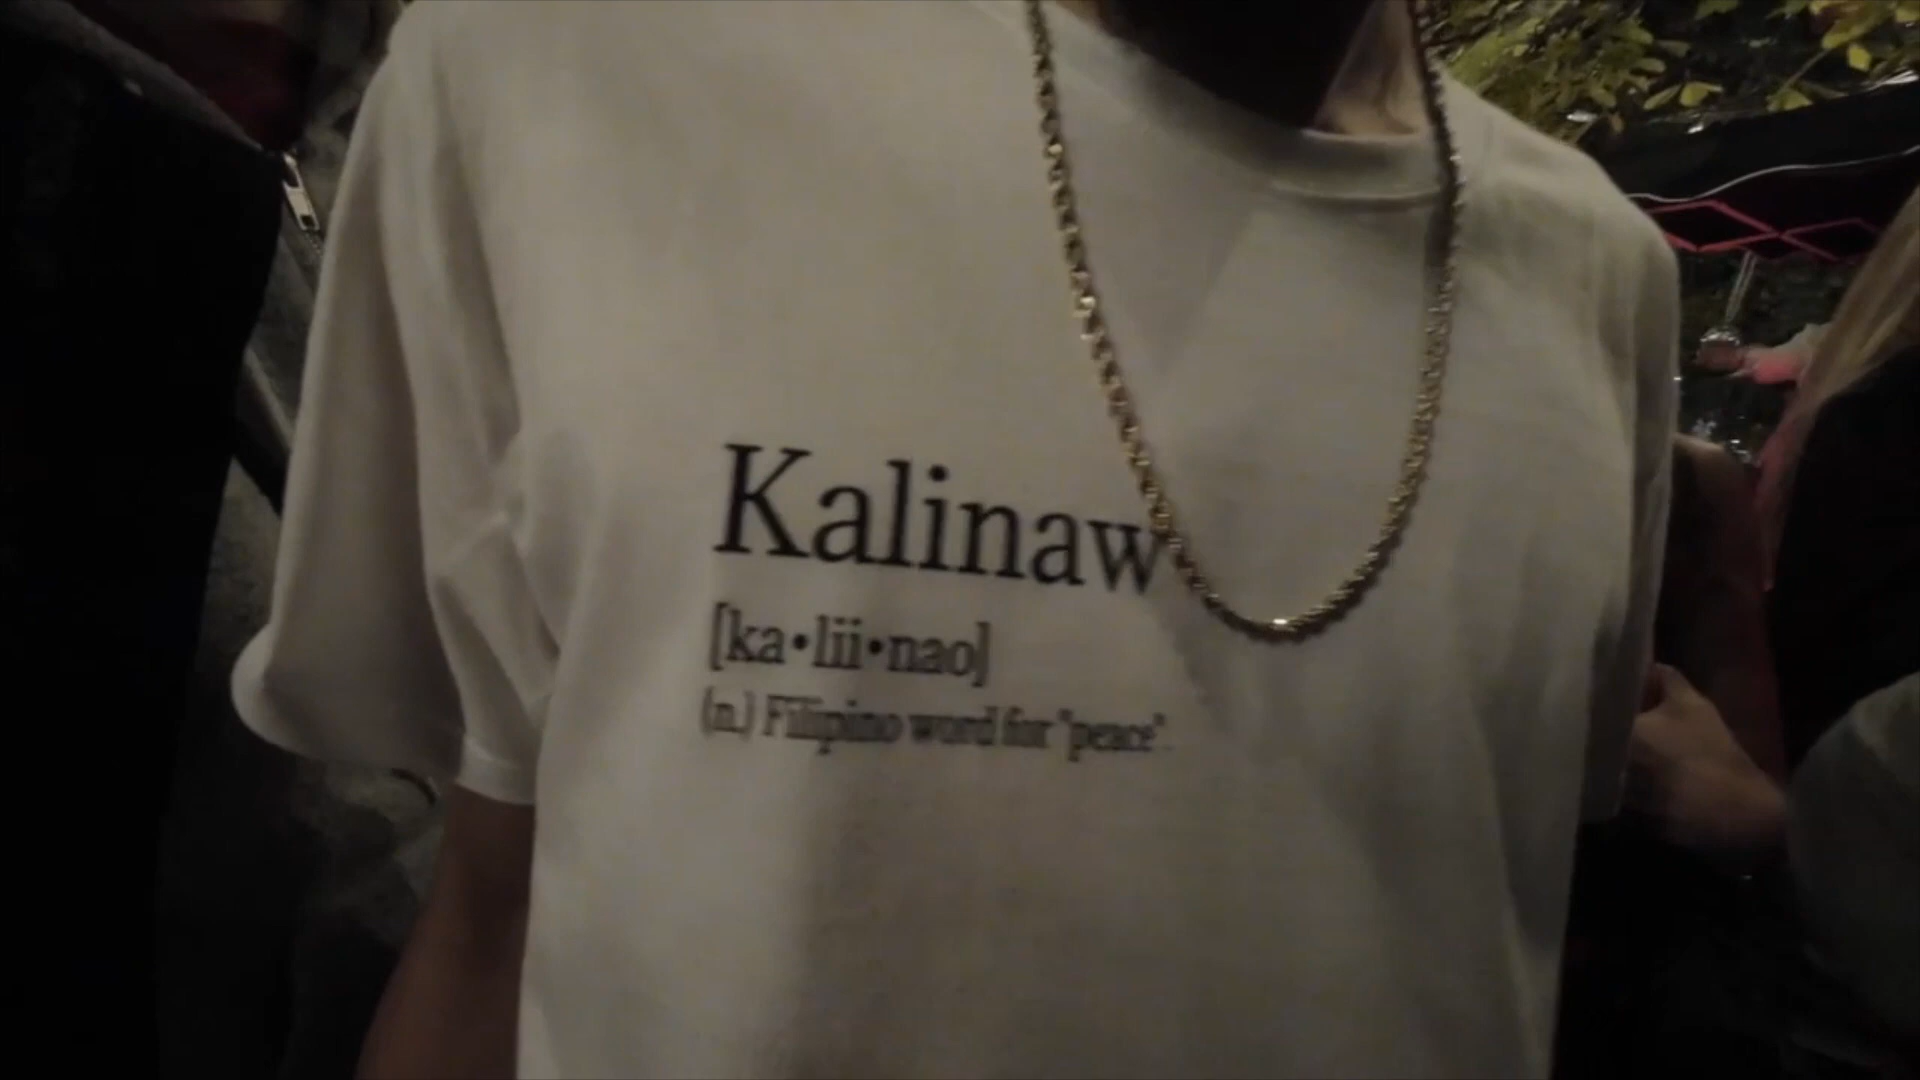 Kalinaw
[ka•lii•nao]
(n.) Filipino word for "peace".